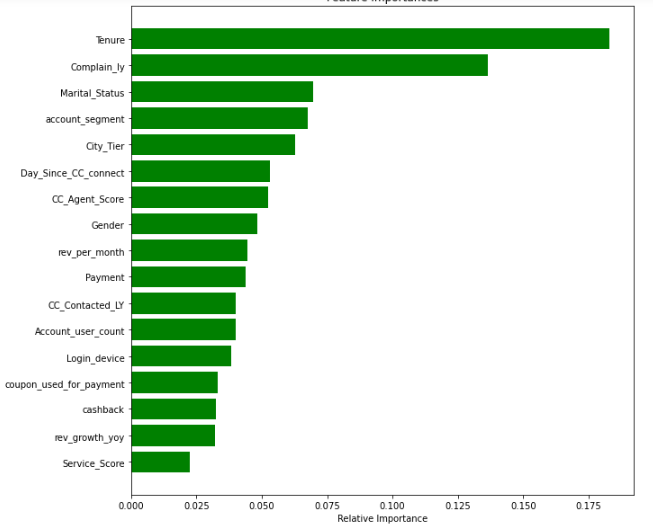 Feature Importances
Tenure
Complain_ly
Marital_Status
account_segment
City_Tier
Day_Since_CC_connect
CC_Agent_Score
Gender
rev_per_month
Payment
CC_Contacted_LY
Account_user_count
Login_device
coupon_used_for_payment
cashback
rev_growth_yoy
Service_Score
0.000 0.025 0.050 0.075 0.100 0.125 0.150 0.175
Relative Importance